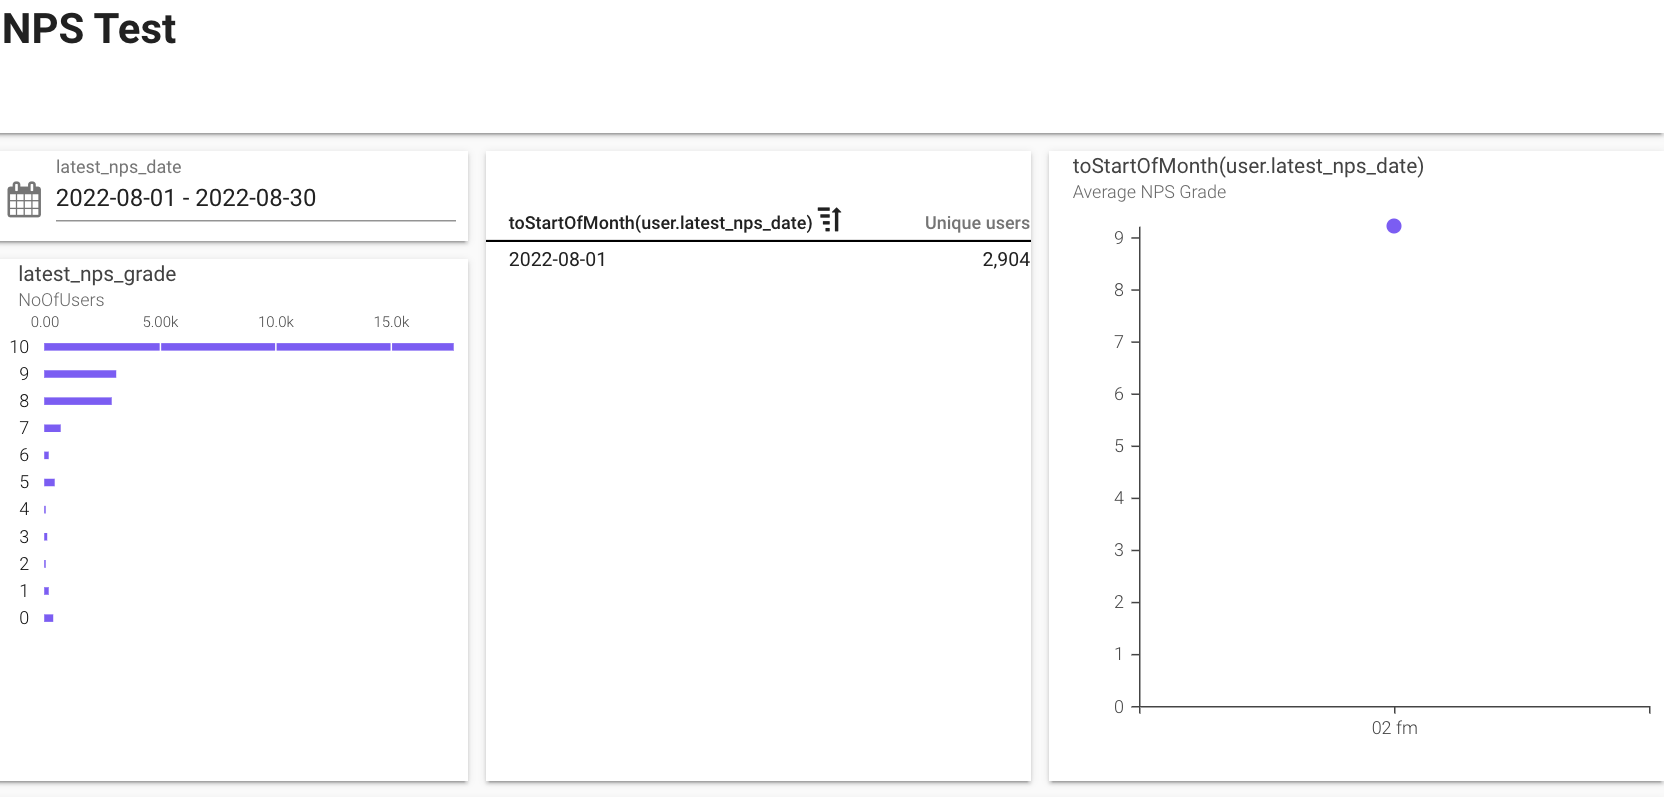 NPS Test
latest_nps_date
2022-08-01 - 2022-08-30
latest_nps_grade
NoOfUsers
0.00 5.00k 10.0k 15.0k
10
9
8
7
6
5
4
3
2
1
0
toStartOfMonth(user.latest_nps_date) Unique users
2022-08-01 2,904
toStartOfMonth(user.latest_nps_date)
Average NPS Grade
9
8
7
6
5
4
3
2
1
0
02 fm